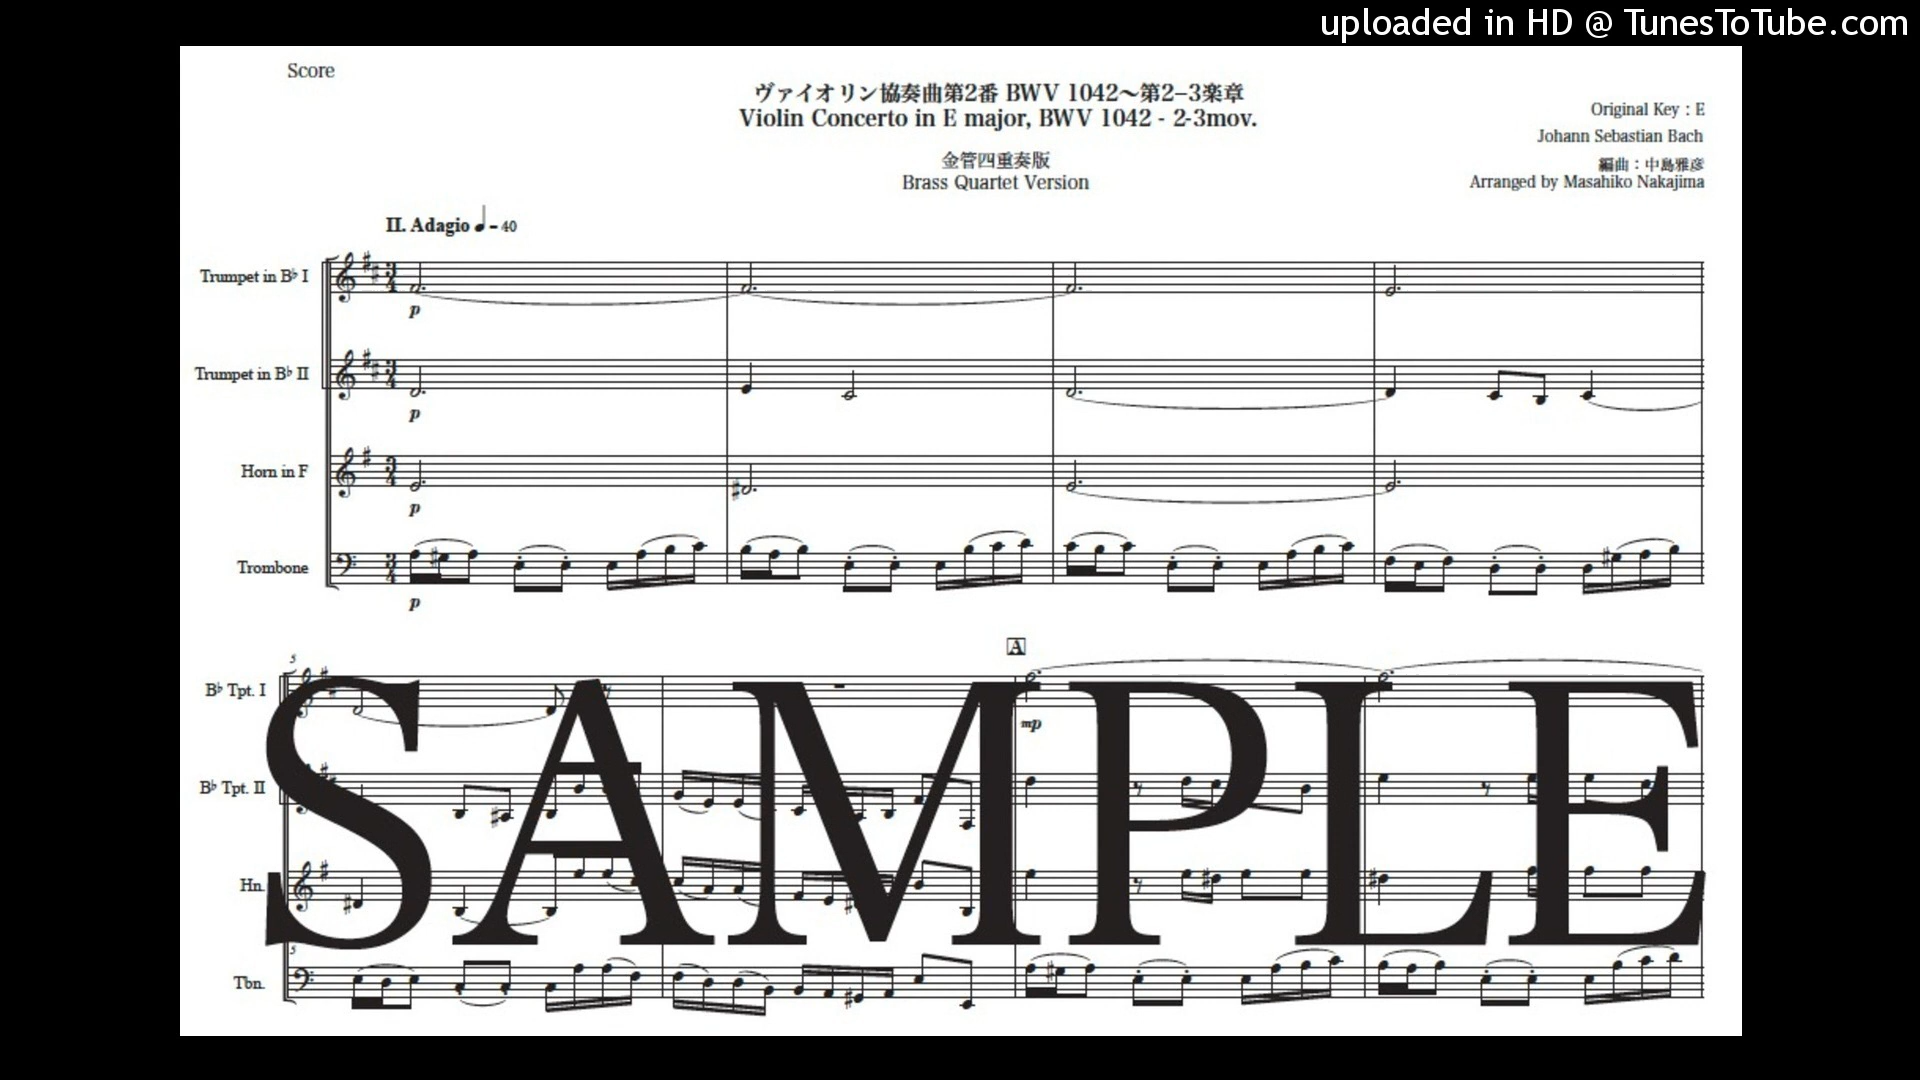 uploaded in HD @ TunesToTube.com
Score
ヴァイオリン協奏曲第2番 BWV 1042〜第2−3楽章
Violin Concerto in E major, BWV 1042 - 2-3mov.
Original Key : E
Johann Sebastian Bach
金管四重奏版
編曲：中島雅彦
Brass Quartet Version
Arranged by Masahiko Nakajima
II. Adagio ♩= 40
Trumpet in B♭ I
p
Trumpet in B♭ II
p
Horn in F
p
Trombone
p
A
5
B♭ Tpt. I
mp
B♭ Tpt. II
SAMPLE
Hn.
5
Tbn.